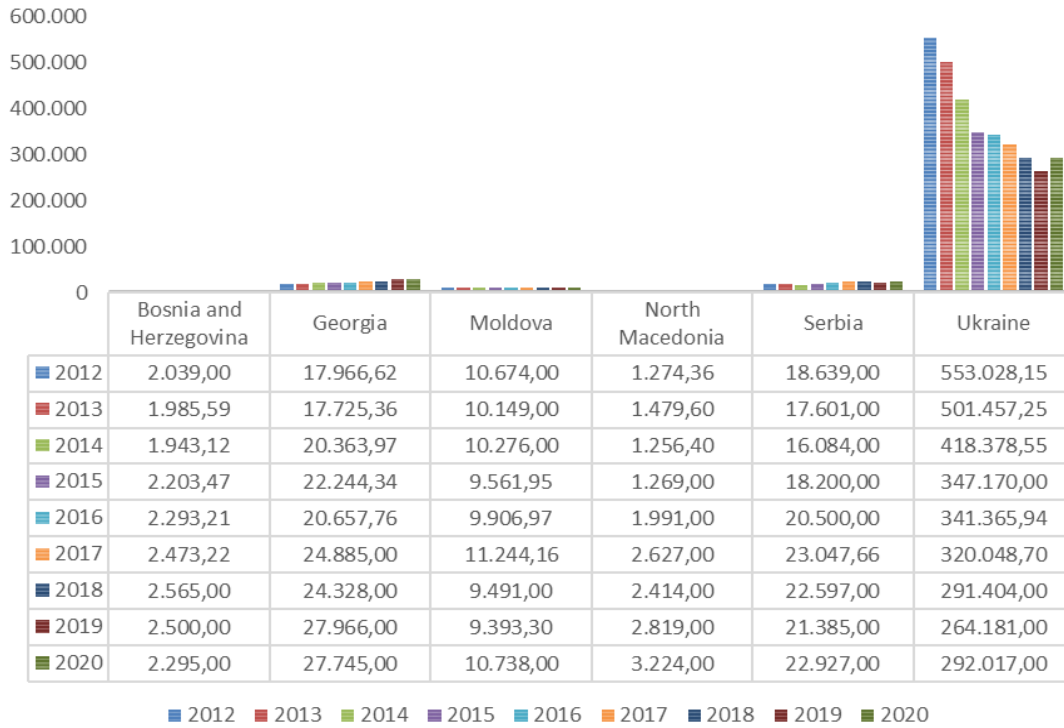 600.000
500.000
400.000
300.000
200.000
100.000
0
Bosnia and Herzegovina Georgia Moldova North Macedonia Serbia Ukraine
2012 2.039,00 17.966,62 10.674,00 1.274,36 18.639,00 553.028,15
2013 1.985,59 17.725,36 10.149,00 1.479,60 17.601,00 501.457,25
2014 1.943,12 20.363,97 10.276,00 1.256,40 16.084,00 418.378,55
2015 2.203,47 22.244,34 9.561,95 1.269,00 18.200,00 347.170,00
2016 2.293,21 20.657,76 9.906,97 1.991,00 20.500,00 341.365,94
2017 2.473,22 24.885,00 11.244,16 2.627,00 23.047,66 320.048,70
2018 2.565,00 24.328,00 9.491,00 2.414,00 22.597,00 291.404,00
2019 2.500,00 27.966,00 9.393,30 2.819,00 21.385,00 264.181,00
2020 2.295,00 27.745,00 10.738,00 3.224,00 22.927,00 292.017,00
2012 2013 2014 2015 2016 2017 2018 2019 2020